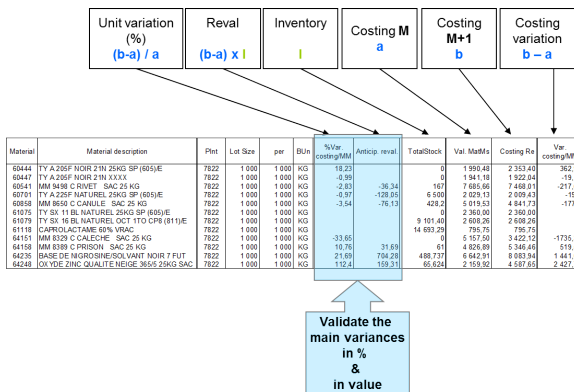 Unit variation (%) (b-a) / a
Reval (b-a) x I
Inventory I
Costing M a
Costing M+1 b
Costing variation b – a
Material Material description Plnt Lot Size per BUn %Var. costing/MM Anticip. reval. TotalStock Val. MatMs Costing Re Var. costing/MM
60444 TY A 205F NOIR 21N 25KG SP (605)/E 7822 1 000 1 000 KG 18,23 0 1 990,48 2 353,40 362,
60447 TY A 205F NOIR 21N XXXX 7822 1 000 1 000 KG -0,99 0 1 941,18 1 922,04 -19,
60541 MM 9498 C RIVET SAC 25 KG 7822 1 000 1 000 KG -2,83 -36,34 167 7 685,66 7 468,01 -217,
60701 TY A 205F NATUREL 25KG SP (605)/E 7822 1 000 1 000 KG -0,97 -128,05 6 500 2 029,13 2 009,43 -19
60858 MM 8650 C CANULE SAC 25 KG 7822 1 000 1 000 KG -3,54 -76,13 428,2 5 019,53 4 841,73 -177
61075 TY SX 11 BL NATUREL 25KG SP (605)/E 7822 1 000 1 000 KG 0 2 360,00 2 360,00
61079 TY SX 16 BL NATUREL OCT 1TO CP8 (811)/E 7822 1 000 1 000 KG 9 101,40 2 608,26 2 608,26
61118 CAPROLACTAME 60% VRAC 7822 1 000 1 000 KG 14 693,29 795,75 795,75
64151 MM 8329 C CALECHE SAC 25 KG 7822 1 000 1 000 KG -33,65 0 5 157,50 3 422,12 -1735,
64158 MM 8389 C PRISON SAC 25 KG 7822 1 000 1 000 KG 10,76 31,69 61 4 826,89 5 346,46 519,
64235 BASE DE NIGROSINE/SOLVANT NOIR 7 FUT 7822 1 000 1 000 KG 21,69 704,28 488,737 6 642,91 8 083,94 1 441,
64248 OXYDE ZINC QUALITE NEIGE 365/5 25KG SAC 7822 1 000 1 000 KG 112,4 159,31 65,624 2 159,92 4 587,65 2 427,
Validate the
main variances
in %
&
in value